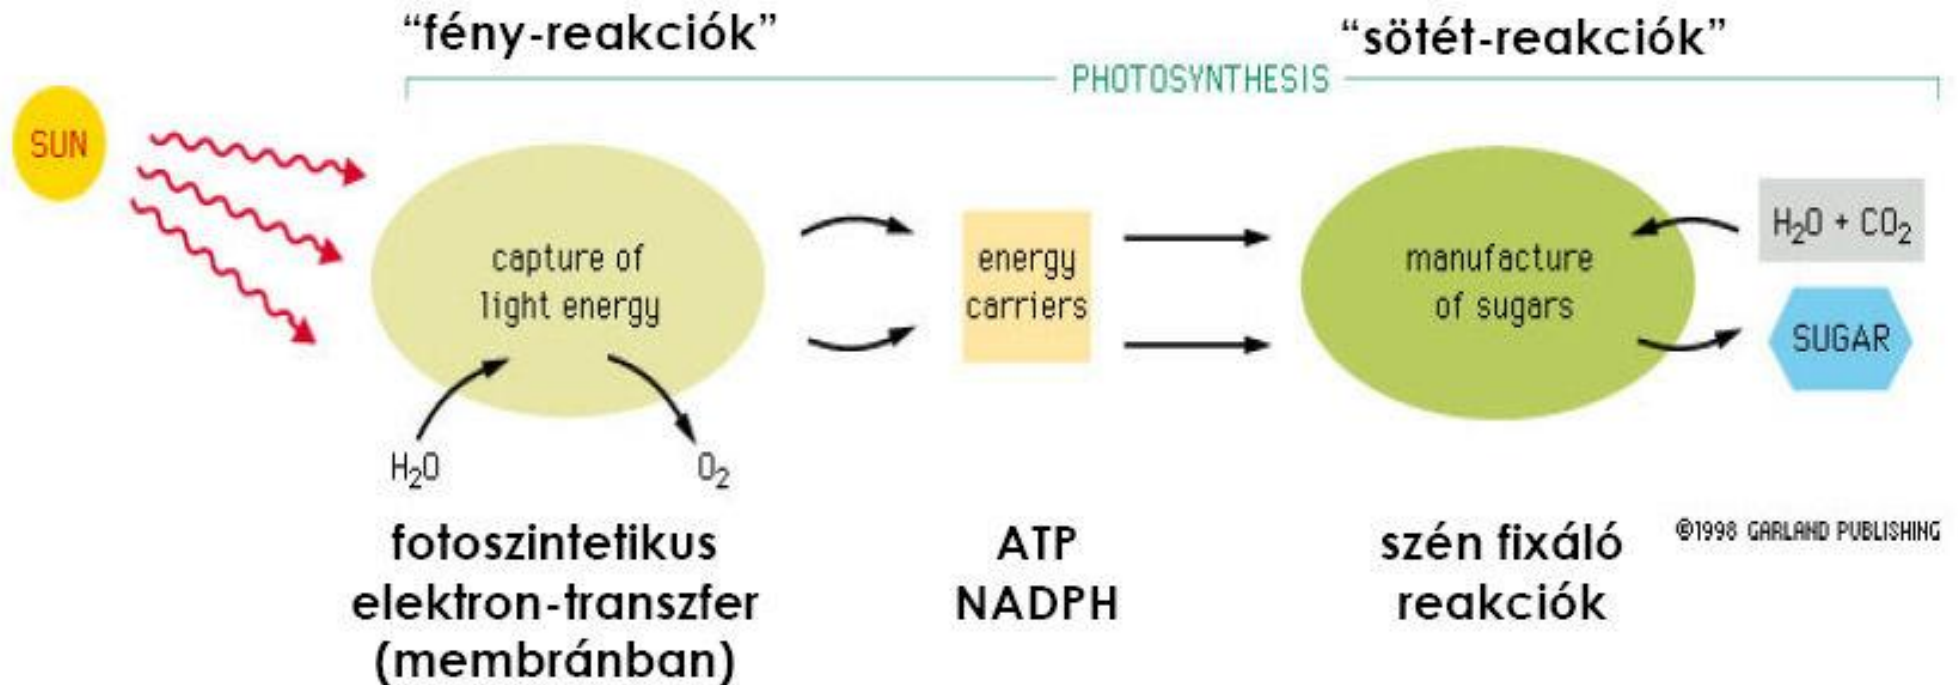 “fény-reakciók”
“sötét-reakciók”
PHOTOSYNTHESIS
SUN
capture of
light energy
H₂O
O₂
energy
carriers
manufacture
of sugars
H₂O + CO₂
SUGAR
fotoszintetikus
elektron-transzfer
(membránban)
ATP
NADPH
szén fixáló
reakciók
©1998 GARLAND PUBLISHING